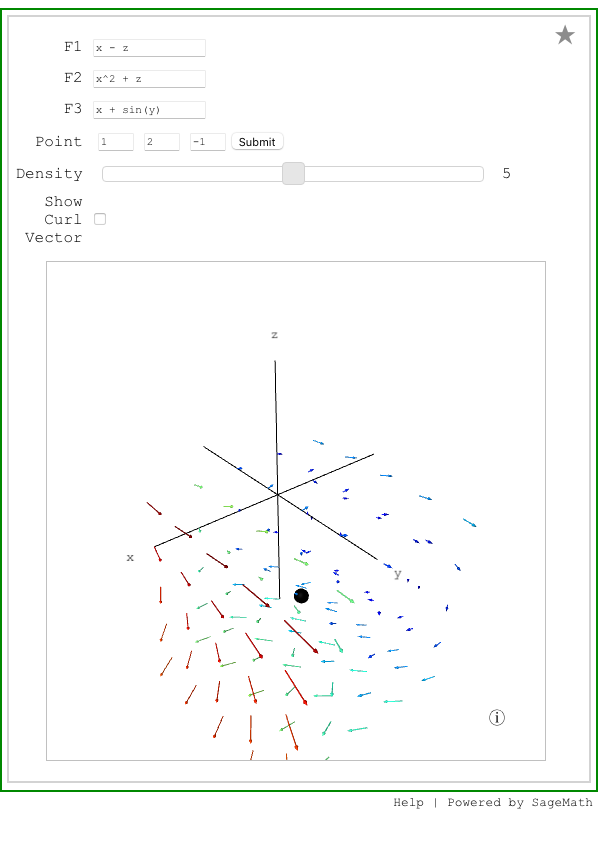 F1 x - z
F2 x^2 + z
F3 x + sin(y)
Point 1 2 -1 Submit
Density 5
Show
Curl
Vector
z
x
y
i
Help | Powered by SageMath